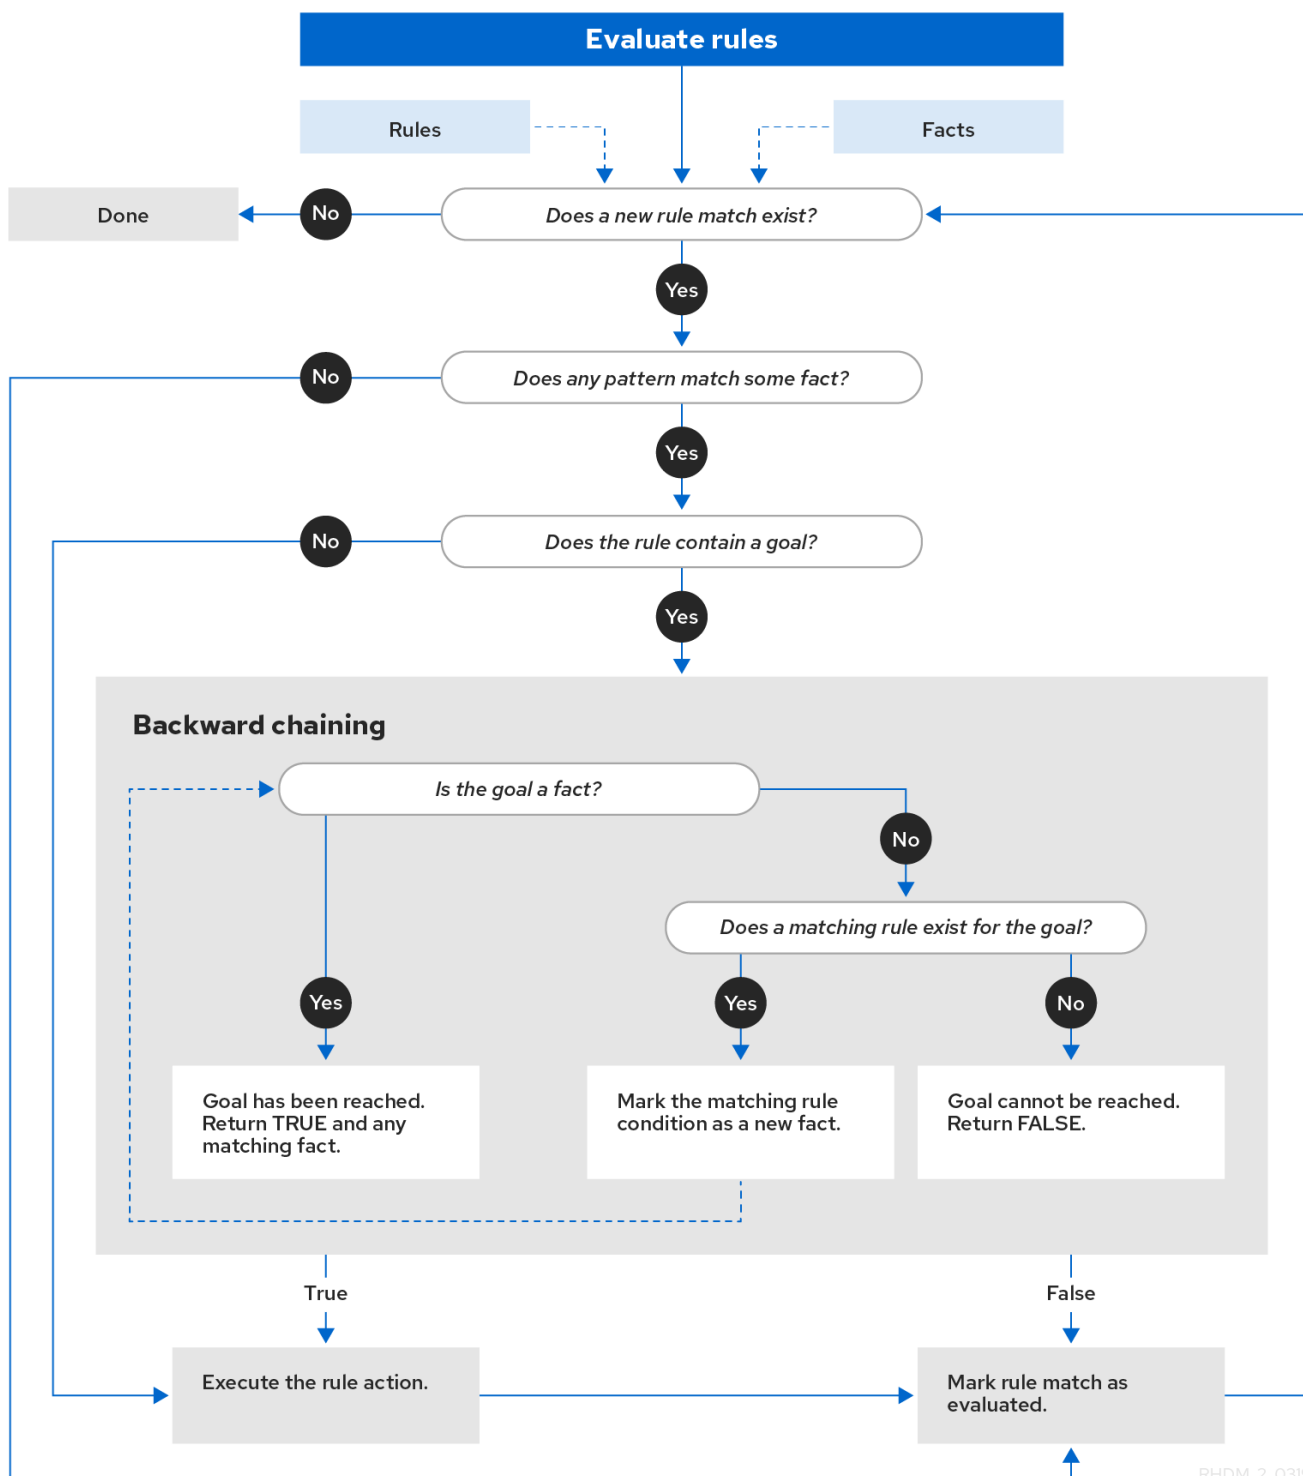 Evaluate rules
Rules
Facts
Done
No
Does a new rule match exist?
Yes
No
Does any pattern match some fact?
Yes
No
Does the rule contain a goal?
Yes
Backward chaining
Is the goal a fact?
No
Does a matching rule exist for the goal?
Yes
Yes
No
Goal has been reached.
Return TRUE and any
matching fact.
Mark the matching rule
condition as a new fact.
Goal cannot be reached.
Return FALSE.
True
False
Execute the rule action.
Mark rule match as
evaluated.